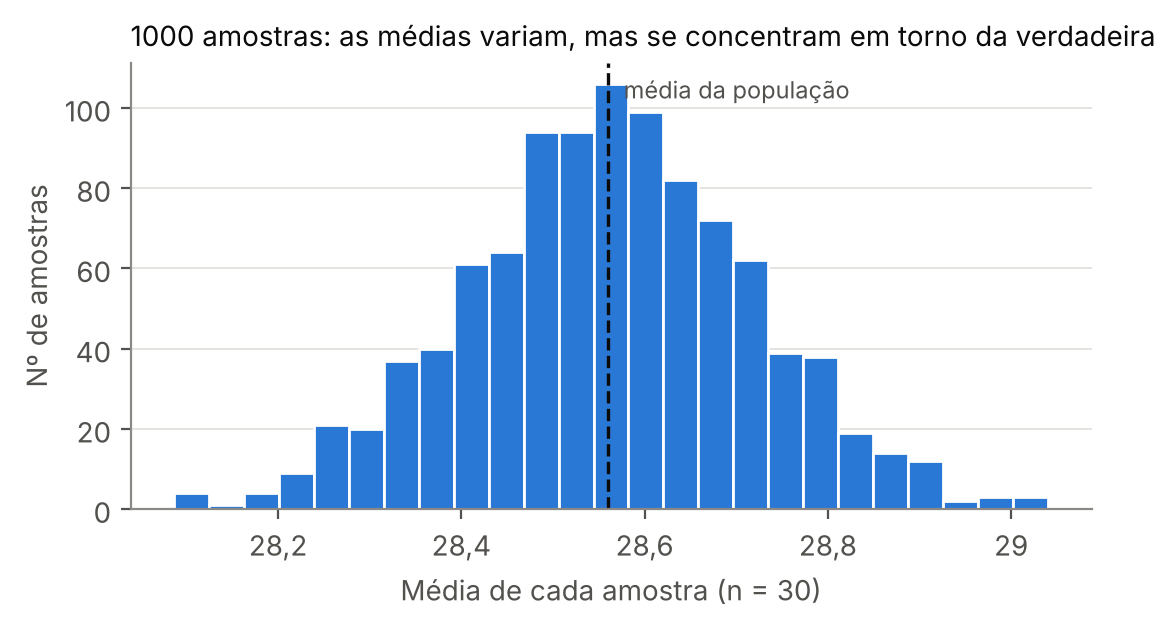 1000 amostras: as médias variam, mas se concentram em torno da verdadeira
média da população
100
80
60
40
20
0
Nº de amostras
28,2
28,4
28,6
28,8
29
Média de cada amostra (n = 30)